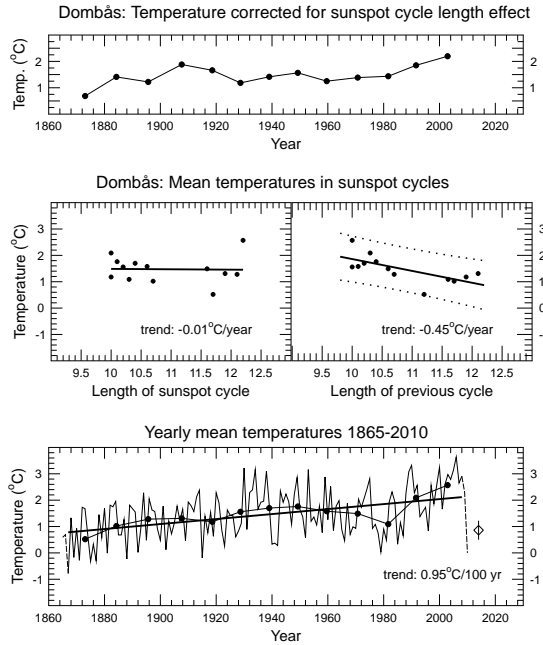 Dombås: Temperature corrected for sunspot cycle length effect
Temp. (°C)
2
1
2
1
1860 1880 1900 1920 1940 1960 1980 2000 2020
Year
Dombås: Mean temperatures in sunspot cycles
Temperature (°C)
3
2
1
0
-1
trend: -0.01°C/year
9.5 10 10.5 11 11.5 12 12.5
Length of sunspot cycle
3
2
1
0
-1
trend: -0.45°C/year
9.5 10 10.5 11 11.5 12 12.5
Length of previous cycle
Yearly mean temperatures 1865-2010
Temperature (°C)
3
2
1
0
-1
3
2
1
0
-1
trend: 0.95°C/100 yr
1860 1880 1900 1920 1940 1960 1980 2000 2020
Year